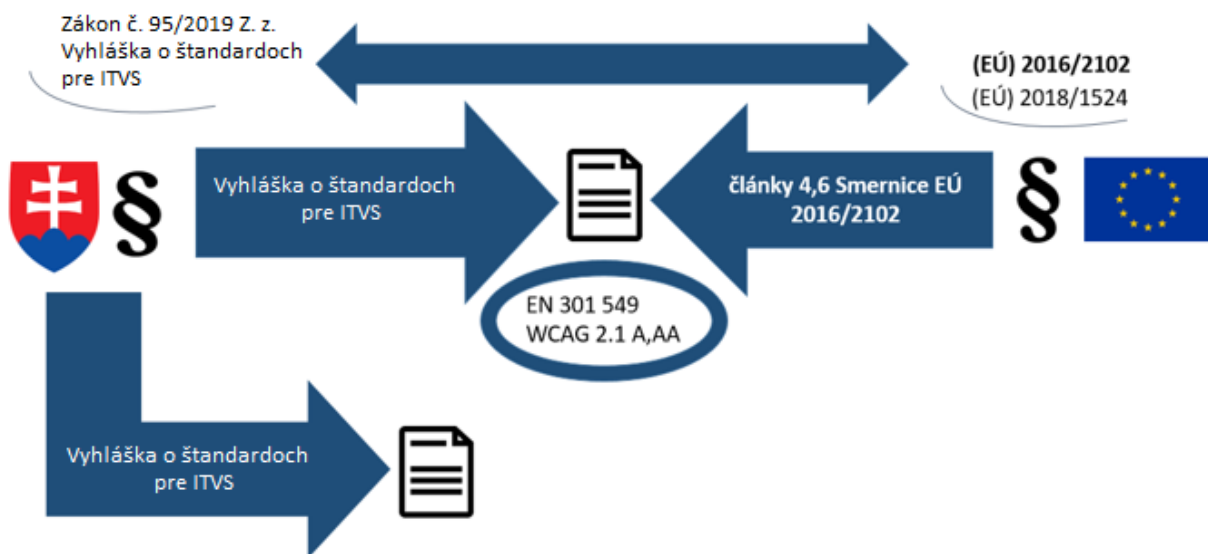 Zákon č. 95/2019 Z. z.
Vyhláška o štandardoch
pre ITVS
(EÚ) 2016/2102
(EÚ) 2018/1524
§
Vyhláška o štandardoch
pre ITVS
články 4,6 Smernice EÚ
2016/2102
§
EN 301 549
WCAG 2.1 A,AA
Vyhláška o štandardoch
pre ITVS